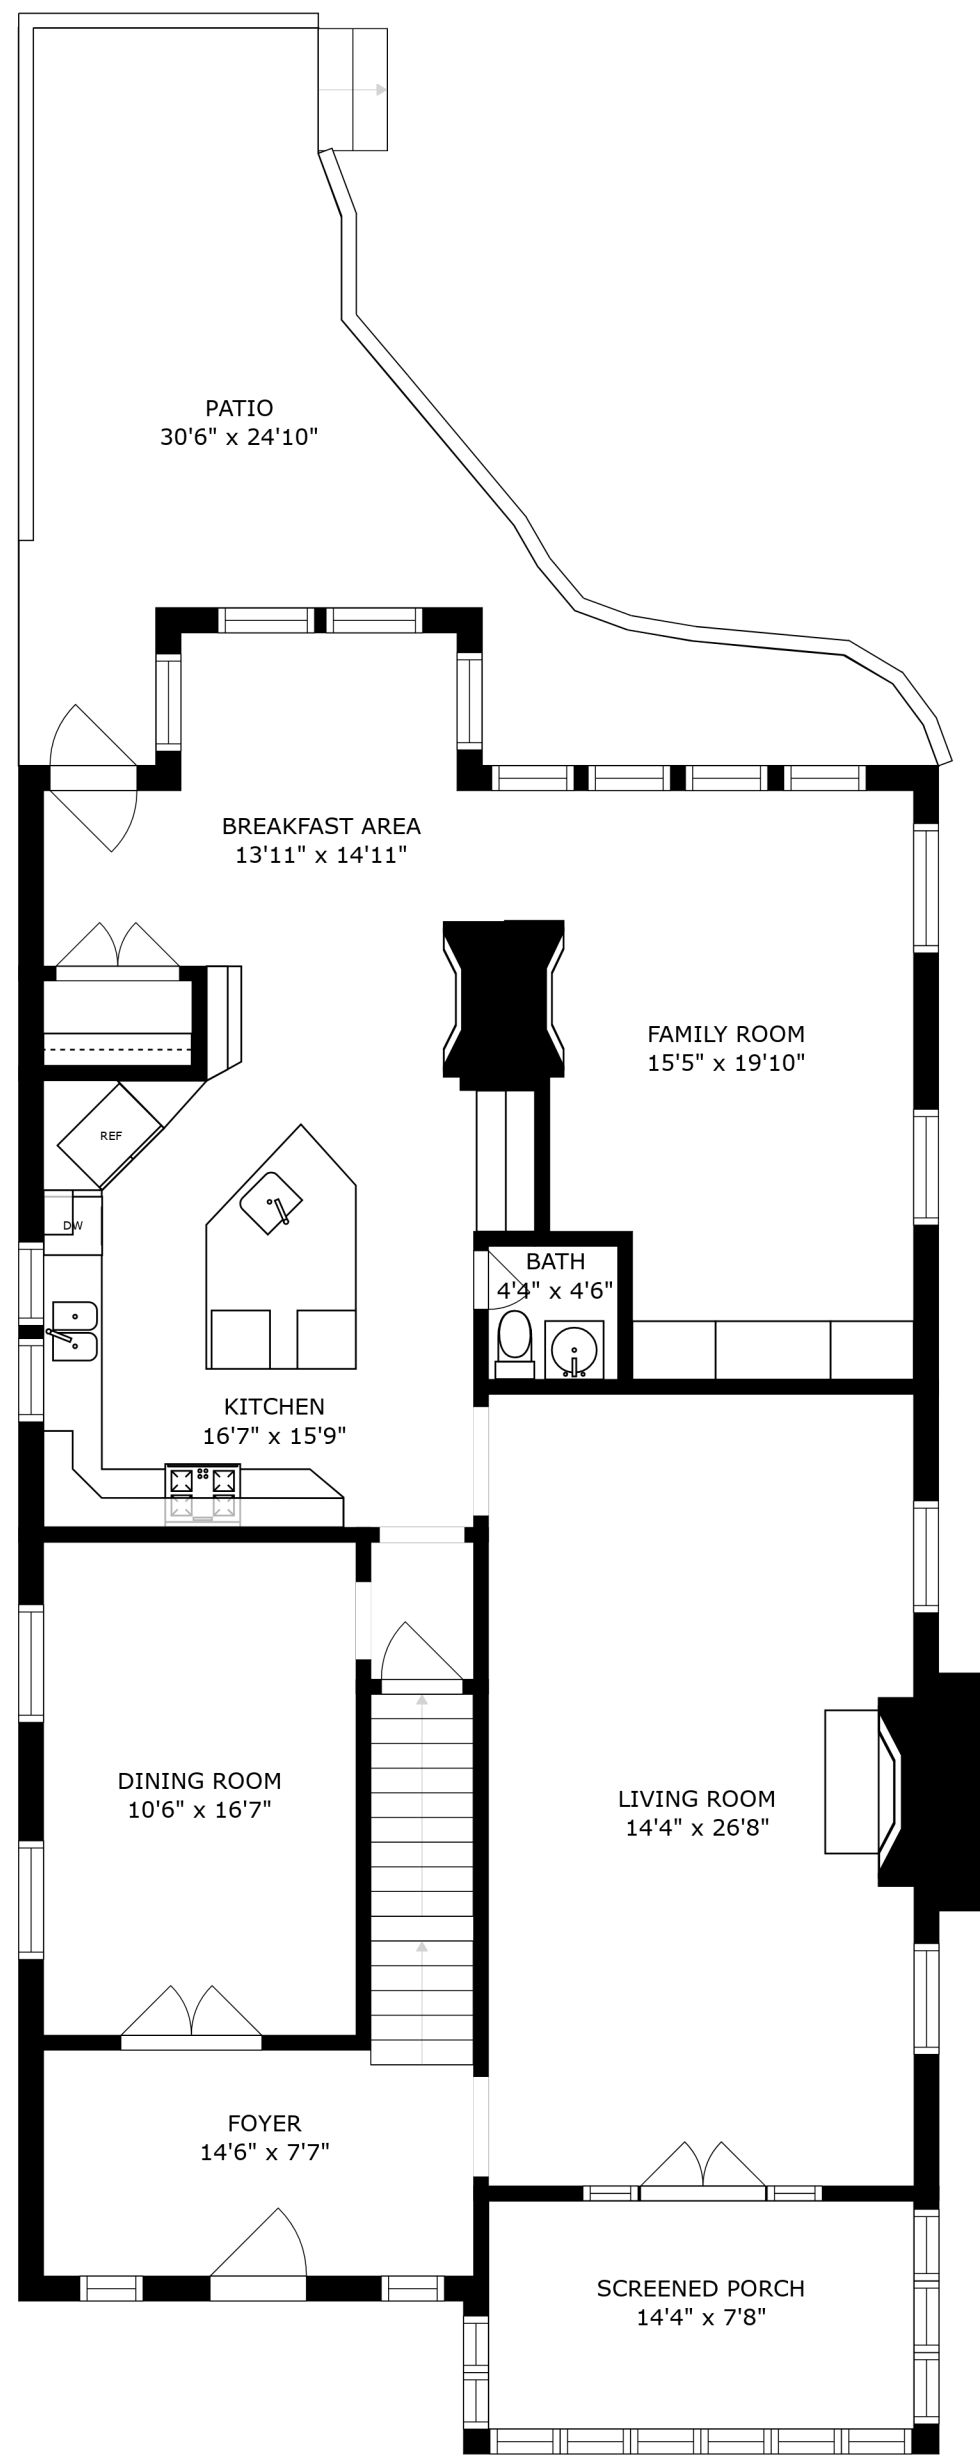 PATIO
30'6" x 24'10"
BREAKFAST AREA
13'11" x 14'11"
FAMILY ROOM
15'5" x 19'10"
REF
DW
BATH
4'4" x 4'6"
KITCHEN
16'7" x 15'9"
DINING ROOM
10'6" x 16'7"
LIVING ROOM
14'4" x 26'8"
FOYER
14'6" x 7'7"
SCREENED PORCH
14'4" x 7'8"